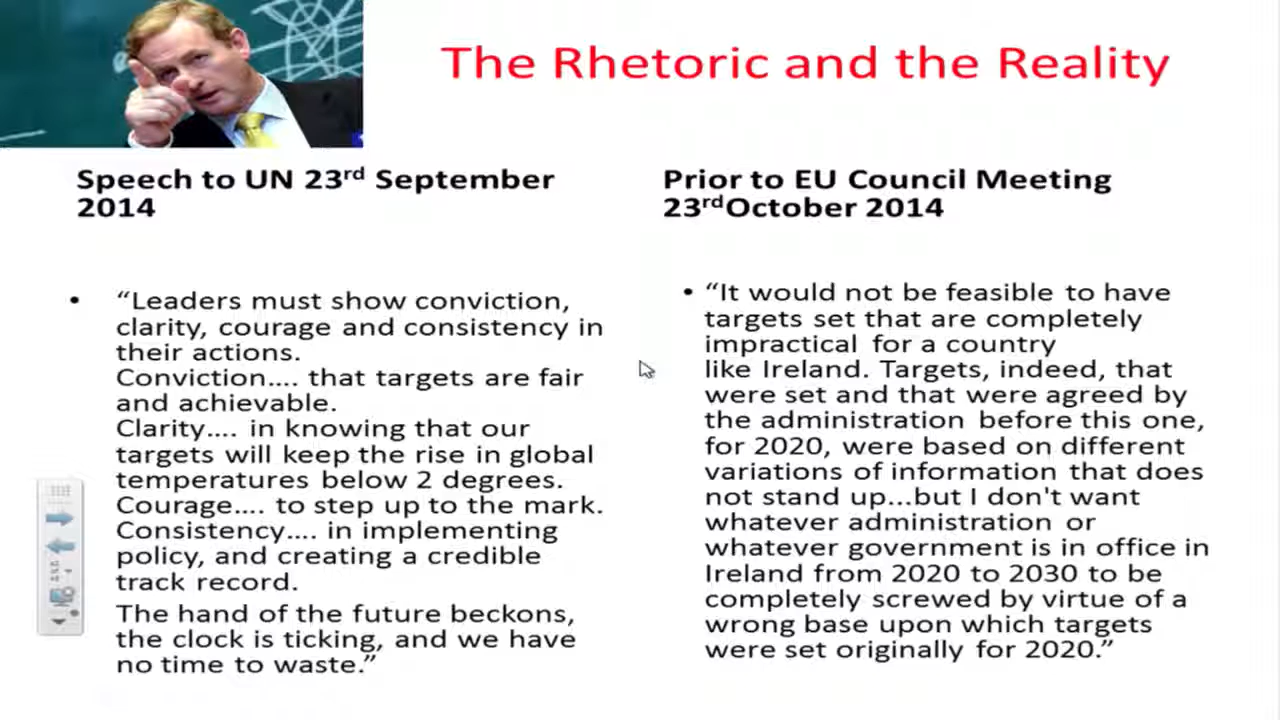 The Rhetoric and the Reality
Speech to UN 23rd September
2014
• “Leaders must show conviction,
clarity, courage and consistency in
their actions.
Conviction.... that targets are fair
and achievable.
Clarity.... in knowing that our
targets will keep the rise in global
temperatures below 2 degrees.
Courage.... to step up to the mark.
Consistency.... in implementing
policy, and creating a credible
track record.
The hand of the future beckons,
the clock is ticking, and we have
no time to waste.”
Prior to EU Council Meeting
23rdOctober 2014
• “It would not be feasible to have
targets set that are completely
impractical for a country
like Ireland. Targets, indeed, that
were set and that were agreed by
the administration before this one,
for 2020, were based on different
variations of information that does
not stand up...but I don't want
whatever administration or
whatever government is in office in
Ireland from 2020 to 2030 to be
completely screwed by virtue of a
wrong base upon which targets
were set originally for 2020.”